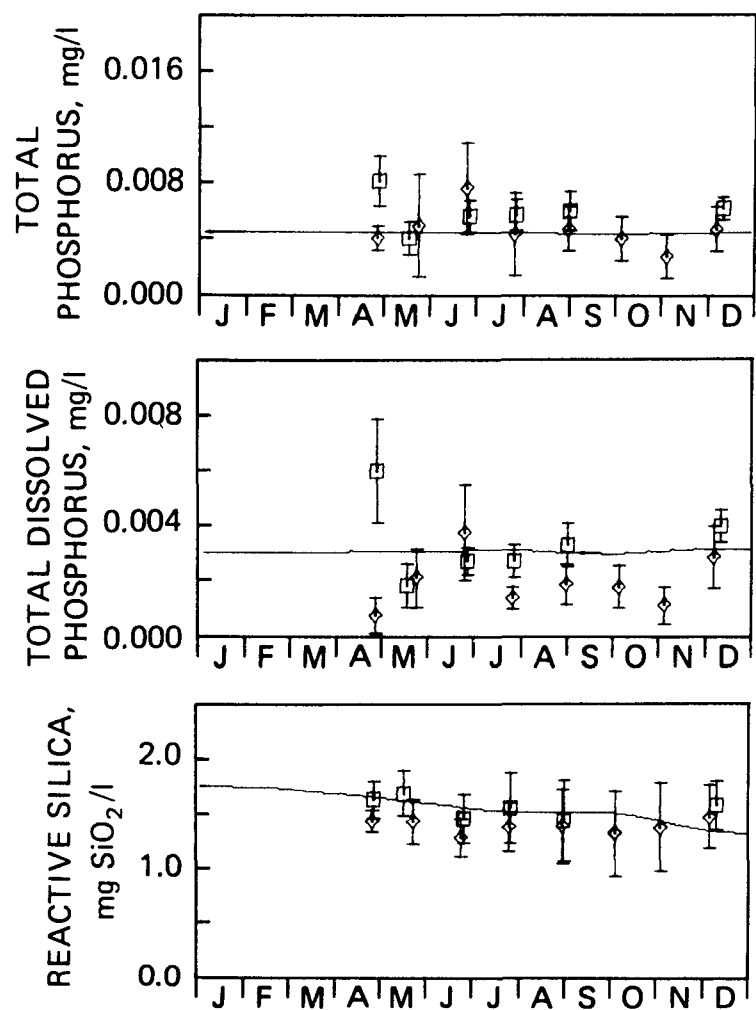 TOTAL
PHOSPHORUS, mg/l
0.016
0.008
0.000
J F M A M J J A S O N D
TOTAL DISSOLVED
PHOSPHORUS, mg/l
0.008
0.004
0.000
J F M A M J J A S O N D
REACTIVE SILICA,
mg SiO₂/l
2.0
1.0
0.0
J F M A M J J A S O N D